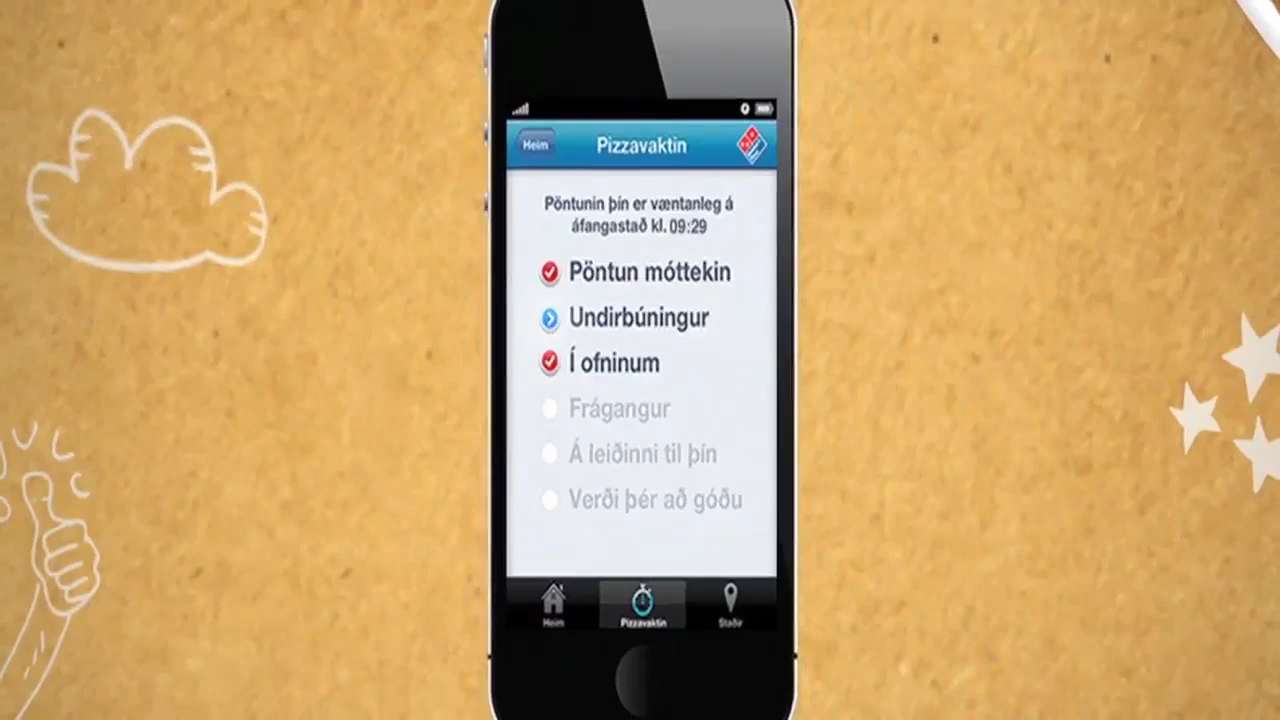 Heim
Pizzavaktin
Pöntunin þín er væntanleg á
áfangastað kl. 09:29
Pöntun móttekin
Undirbúningur
Í ofninum
Frágangur
Á leiðinni til þín
Verði þér að góðu
Heim
Pizzavaktin
Staðir